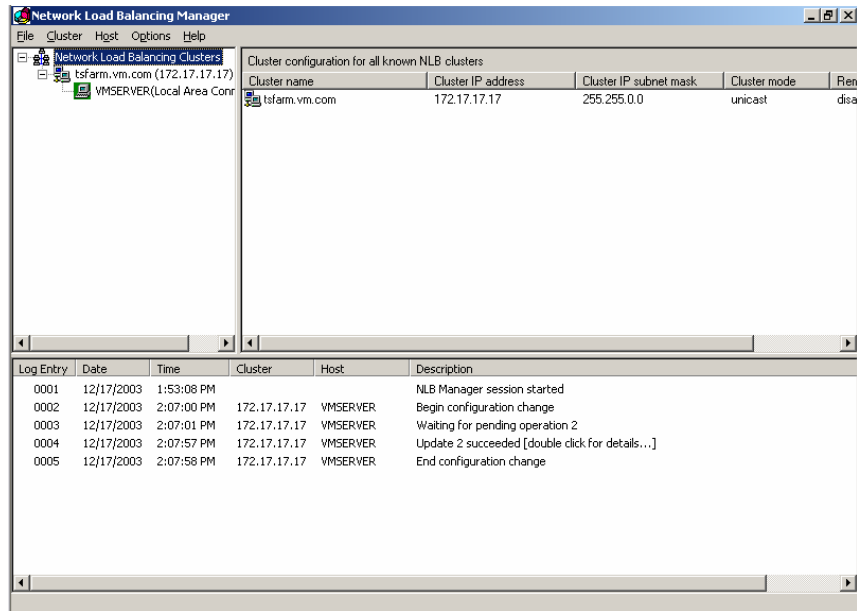 Network Load Balancing Manager
File Cluster Host Options Help
Network Load Balancing Clusters
tsfarm.vm.com (172.17.17.17)
VMSERVER(Local Area Conr
Cluster configuration for all known NLB clusters
Cluster name Cluster IP address Cluster IP subnet mask Cluster mode Ren
tsfarm.vm.com 172.17.17.17 255.255.0.0 unicast disa
Log Entry Date Time Cluster Host Description
0001 12/17/2003 1:53:08 PM NLB Manager session started
0002 12/17/2003 2:07:00 PM 172.17.17.17 VMSERVER Begin configuration change
0003 12/17/2003 2:07:01 PM 172.17.17.17 VMSERVER Waiting for pending operation 2
0004 12/17/2003 2:07:57 PM 172.17.17.17 VMSERVER Update 2 succeeded [double click for details...]
0005 12/17/2003 2:07:58 PM 172.17.17.17 VMSERVER End configuration change